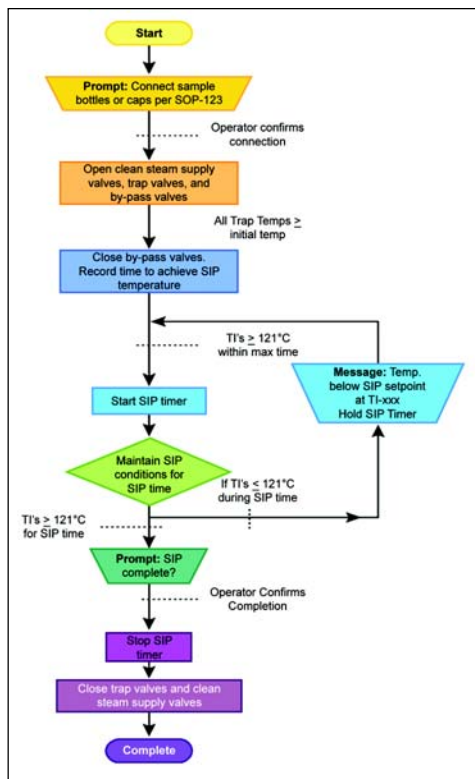 Start
Prompt: Connect sample
bottles or caps per SOP-123
Operator confirms
connection
Open clean steam supply
valves, trap valves, and
by-pass valves
All Trap Temps ≥
initial temp
Close by-pass valves.
Record time to achieve SIP
temperature
TI's ≥ 121°C
within max time
Message: Temp.
below SIP setpoint
at TI-xxx
Hold SIP Timer
Start SIP timer
Maintain SIP
conditions for
SIP time
If TI's ≤ 121°C
during SIP time
TI's ≥ 121°C
for SIP time
Prompt: SIP
complete?
Operator Confirms
Completion
Stop SIP
timer
Close trap valves and clean
steam supply valves
Complete